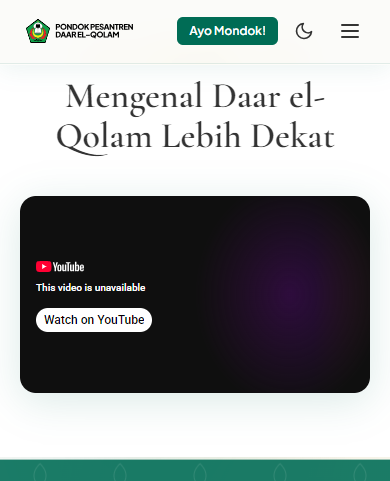 PONDOK PESANTREN
DAAR EL-QOLAM
Ayo Mondok!
Mengenal Daar el-
Qolam Lebih Dekat
YouTube
This video is unavailable
Watch on YouTube